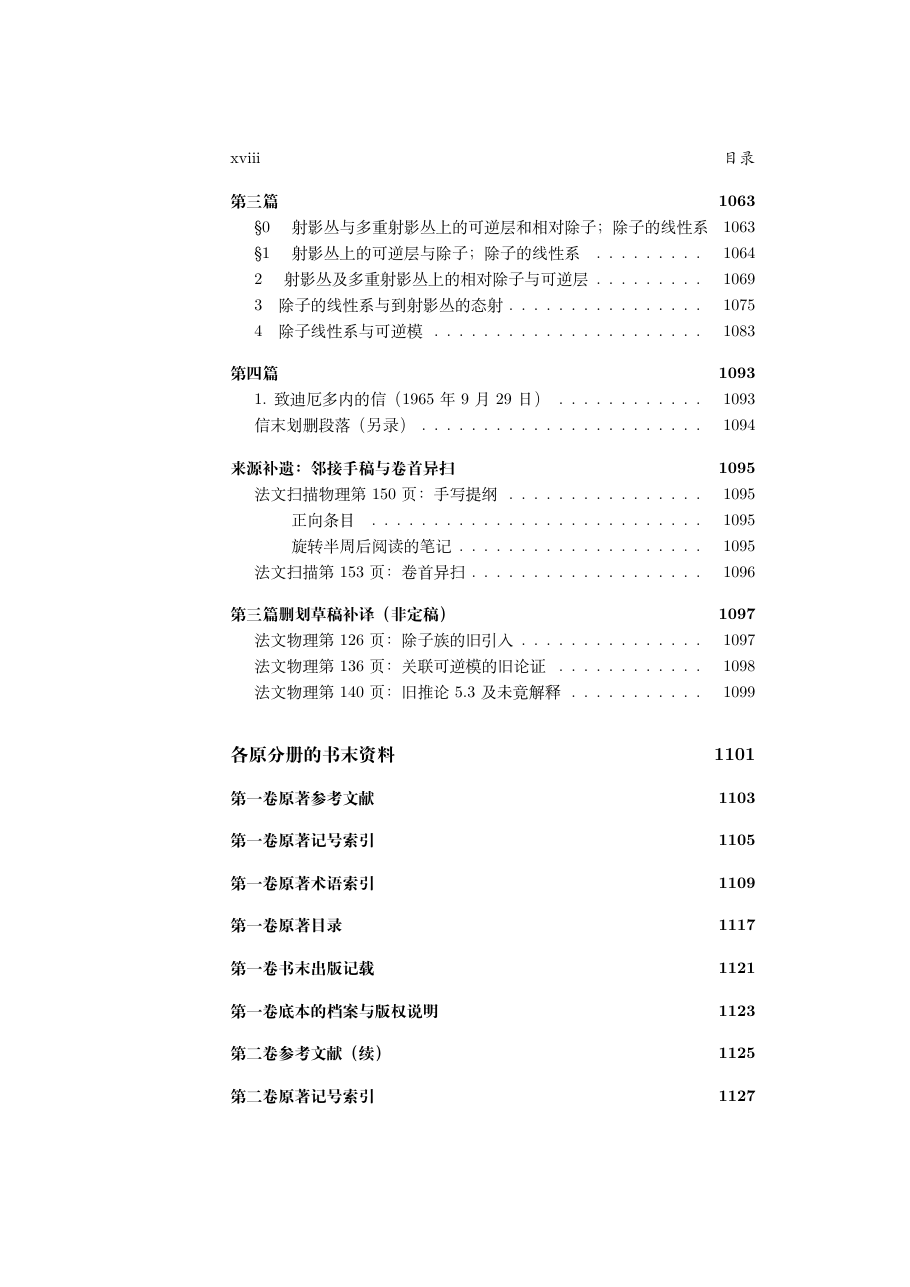 xviii 目录
第三篇 1063
§0 射影丛与多重射影丛上的可逆层和相对除子；除子的线性系 1063
§1 射影丛上的可逆层与除子；除子的线性系 . . . . . . . . . 1064
2 射影丛及多重射影丛上的相对除子与可逆层 . . . . . . . . . 1069
3 除子的线性系与到射影丛的态射 . . . . . . . . . . . . . . . . 1075
4 除子线性系与可逆模 . . . . . . . . . . . . . . . . . . . . . . 1083
第四篇 1093
1. 致迪厄多内的信（1965 年 9 月 29 日） . . . . . . . . . . . . 1093
信末划删段落（另录） . . . . . . . . . . . . . . . . . . . . . . . 1094
来源补遗：邻接手稿与卷首异扫 1095
法文扫描物理第 150 页：手写提纲 . . . . . . . . . . . . . . . . 1095
正向条目 . . . . . . . . . . . . . . . . . . . . . . . . . . . 1095
旋转半周后阅读的笔记 . . . . . . . . . . . . . . . . . . . . 1095
法文扫描第 153 页：卷首异扫 . . . . . . . . . . . . . . . . . . . 1096
第三篇删划草稿补译（非定稿） 1097
法文物理第 126 页：除子族的旧引入 . . . . . . . . . . . . . . . 1097
法文物理第 136 页：关联可逆模的旧论证 . . . . . . . . . . . . 1098
法文物理第 140 页：旧推论 5.3 及未竟解释 . . . . . . . . . . . 1099
各原分册的书末资料 1101
第一卷原著参考文献 1103
第一卷原著记号索引 1105
第一卷原著术语索引 1109
第一卷原著目录 1117
第一卷书末出版记载 1121
第一卷底本的档案与版权说明 1123
第二卷参考文献（续） 1125
第二卷原著记号索引 1127